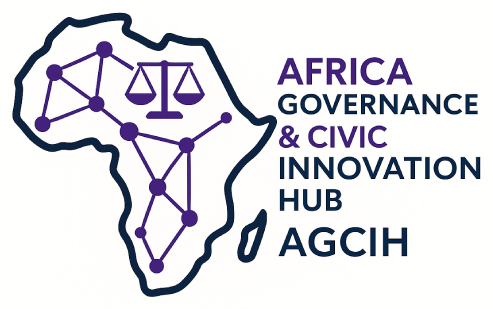 AFRICA
GOVERNANCE
& CIVIC
INNOVATION
HUB
AGCIH